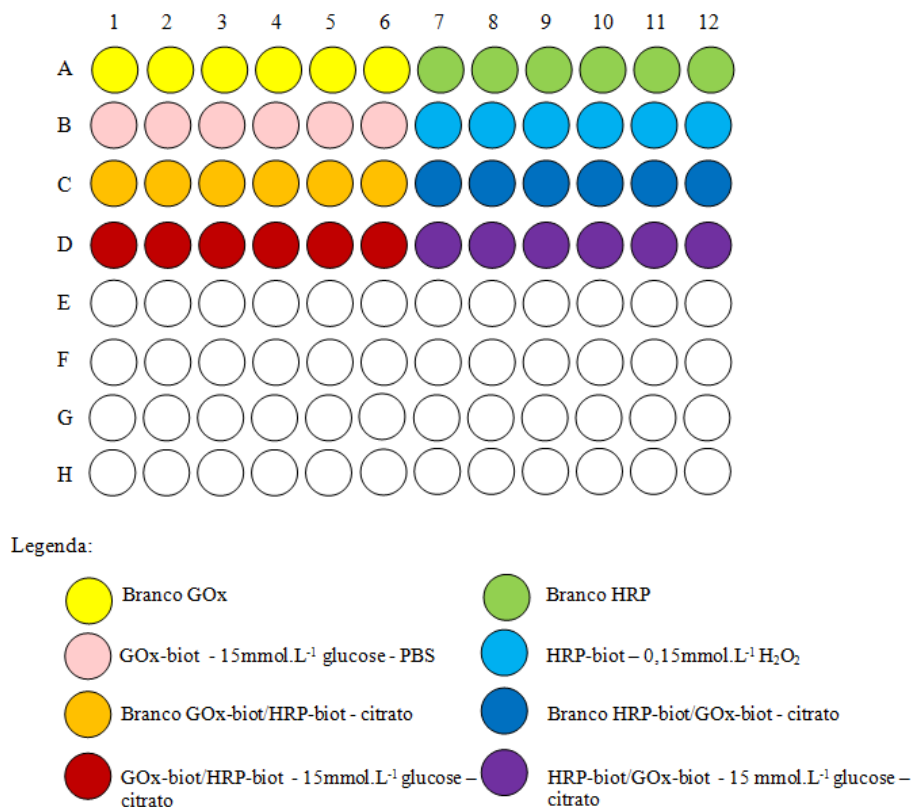 1 2 3 4 5 6 7 8 9 10 11 12
A
B
C
D
E
F
G
H
Legenda:
Branco GOx
Branco HRP
GOx-biot - 15mmol.L⁻¹ glucose - PBS
HRP-biot – 0,15mmol.L⁻¹ H₂O₂
Branco GOx-biot/HRP-biot - citrato
Branco HRP-biot/GOx-biot - citrato
GOx-biot/HRP-biot - 15mmol.L⁻¹ glucose –
citrato
HRP-biot/GOx-biot - 15 mmol.L⁻¹ glucose –
citrato